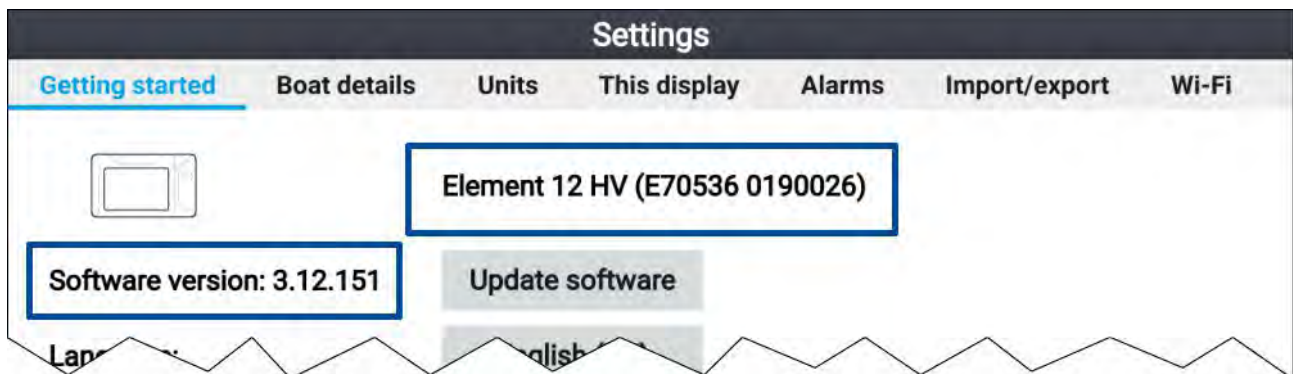 Settings
Getting started Boat details Units This display Alarms Import/export Wi-Fi
Element 12 HV (E70536 0190026)
Software version: 3.12.151 Update software